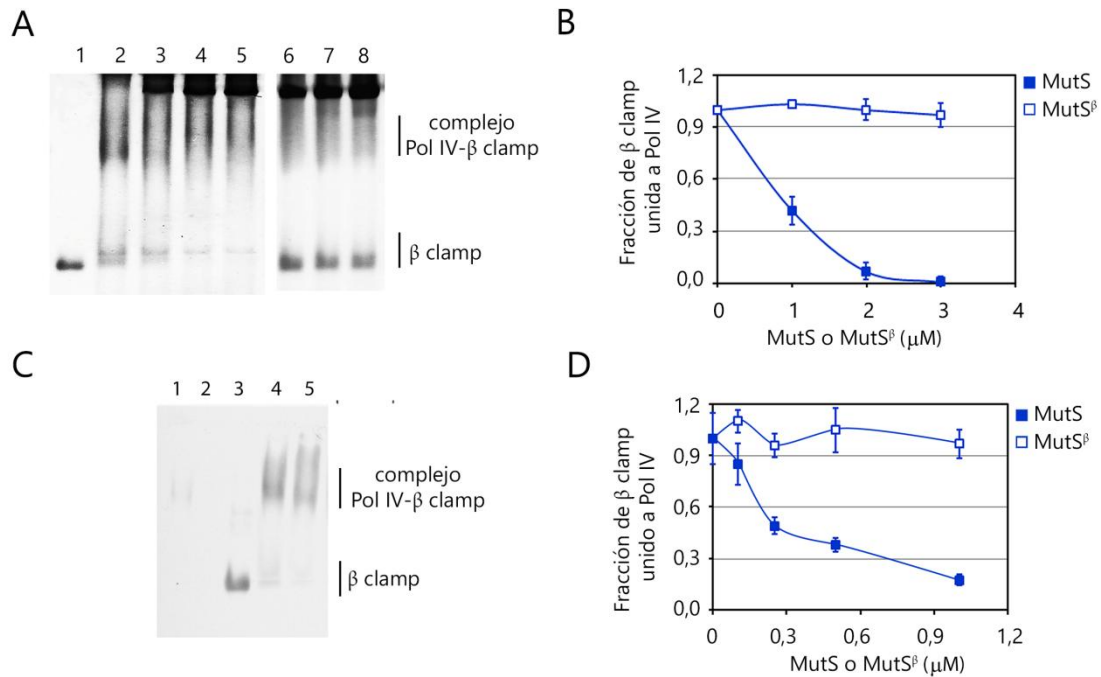 A
1 2 3 4 5 6 7 8
complejo
Pol IV-β clamp
β clamp
B
Fracción de β clamp
unida a Pol IV
1,2
0,9
0,6
0,3
0,0
0 1 2 3 4
MutS o MutSᵝ (μM)
MutS
MutSᵝ
C
1 2 3 4 5
complejo
Pol IV-β clamp
β clamp
D
Fracción de β clamp
unido a Pol IV
1,2
0,9
0,6
0,3
0,0
0 0,3 0,6 0,9 1,2
MutS o MutSᵝ (μM)
MutS
MutSᵝ